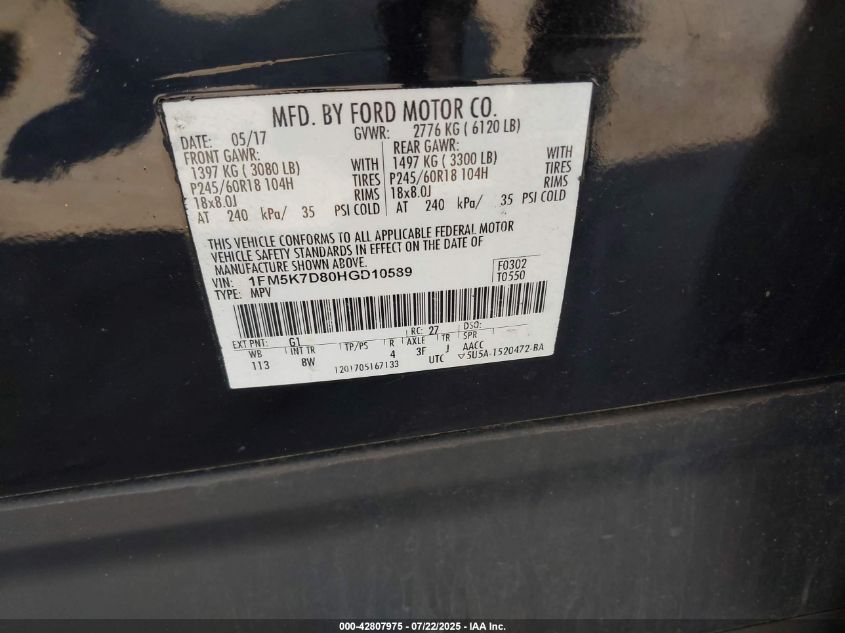 MFD. BY FORD MOTOR CO.
DATE: 05/17 GVWR: 2776 KG ( 6120 LB)
FRONT GAWR: REAR GAWR:
1397 KG ( 3080 LB) WITH 1497 KG ( 3300 LB) WITH
P245/60R18 104H TIRES P245/60R18 104H TIRES
18x8.0J RIMS 18x8.0J RIMS
AT 240 kPa/ 35 PSI COLD AT 240 kPa/ 35 PSI COLD
THIS VEHICLE CONFORMS TO ALL APPLICABLE FEDERAL MOTOR
VEHICLE SAFETY STANDARDS IN EFFECT ON THE DATE OF
MANUFACTURE SHOWN ABOVE.
VIN: 1FM5K7D80HGD10589 F0302
TYPE: MPV T0550
EXT PNT: G1 RC: 27 DSO:
WB INT TR TP/PS R AXLE TR SPR
113 8W 4 3F J AACC
1201705167133 UTC ▽5U5A-1520472-BA
000-42807975 - 07/22/2025 - IAA Inc.